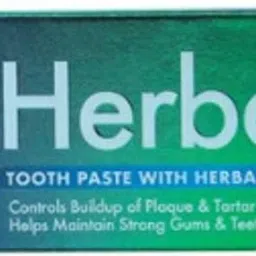 Herb
TOOTH PASTE WITH HERBA
Controls Buildup of Plaque & Tartar
Helps Maintain Strong Gums & Teet